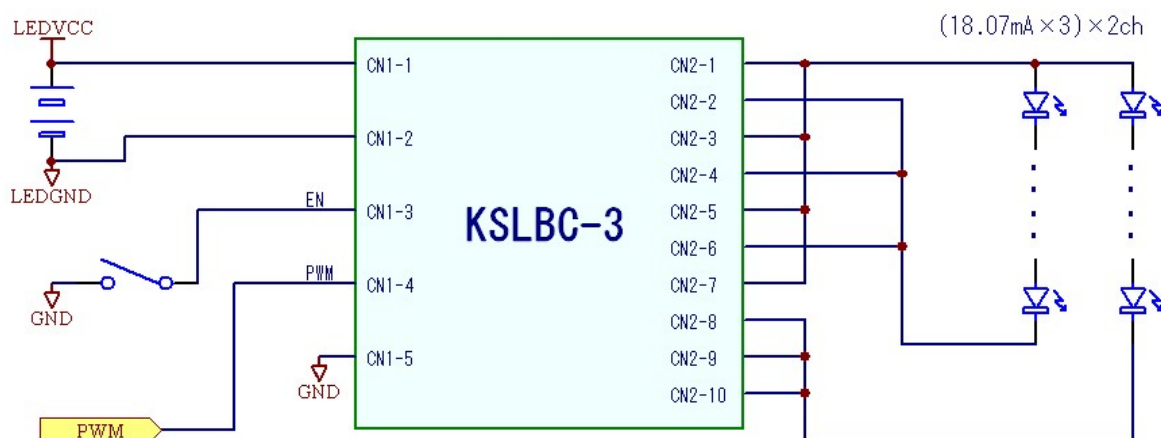 LEDVCC
(18.07mA×3)×2ch
CN1-1
CN2-1
CN2-2
CN1-2
CN2-3
CN2-4
LEDGND
EN
CN1-3
KSLBC-3
CN2-5
CN2-6
PWM
CN1-4
CN2-7
GND
CN2-8
CN1-5
CN2-9
GND
CN2-10
PWM